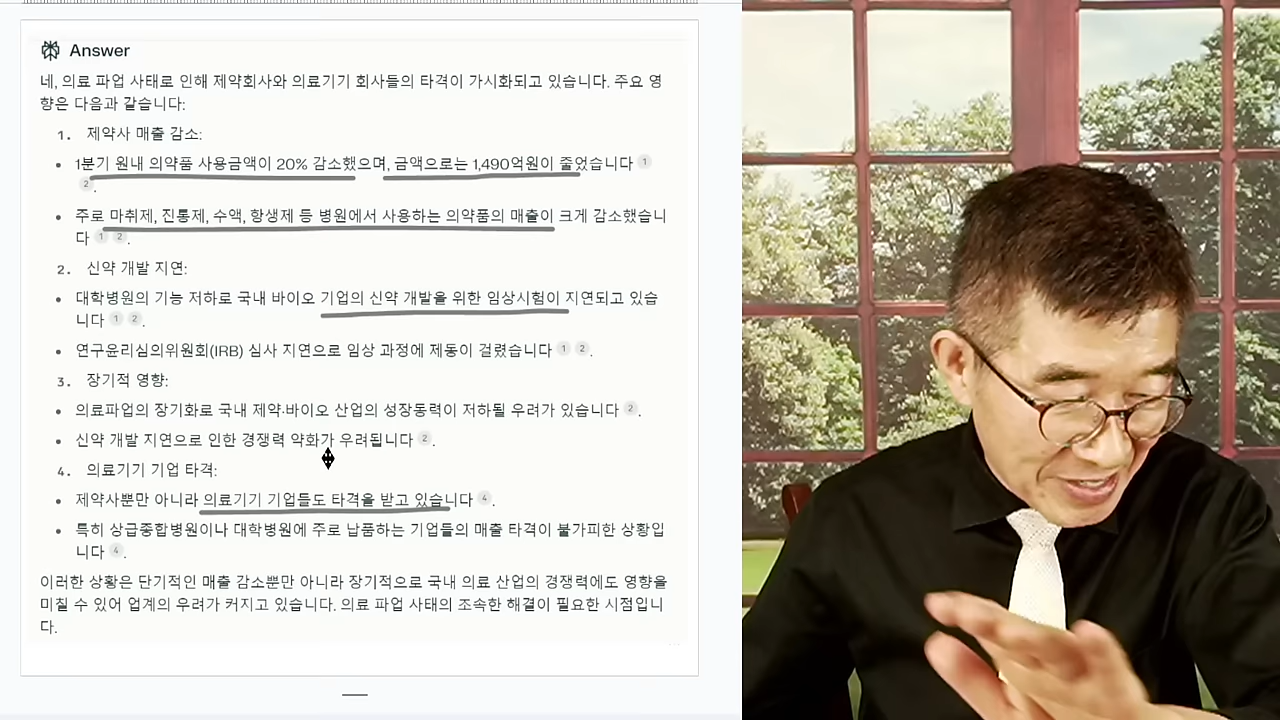 Answer
네, 의료 파업 사태로 인해 제약회사와 의료기기 회사들의 타격이 가시화되고 있습니다. 주요 영
향은 다음과 같습니다:
1. 제약사 매출 감소:
• 1분기 원내 의약품 사용금액이 20% 감소했으며, 금액으로는 1,490억원이 줄었습니다 1
2.
• 주로 마취제, 진통제, 수액, 항생제 등 병원에서 사용하는 의약품의 매출이 크게 감소했습니
다 1 2.
2. 신약 개발 지연:
• 대학병원의 기능 저하로 국내 바이오 기업의 신약 개발을 위한 임상시험이 지연되고 있습
니다 1 2.
• 연구윤리심의위원회(IRB) 심사 지연으로 임상 과정에 제동이 걸렸습니다 1 2.
3. 장기적 영향:
• 의료파업의 장기화로 국내 제약·바이오 산업의 성장동력이 저하될 우려가 있습니다 2.
• 신약 개발 지연으로 인한 경쟁력 약화가 우려됩니다 2.
4. 의료기기 기업 타격:
• 제약사뿐만 아니라 의료기기 기업들도 타격을 받고 있습니다 4.
• 특히 상급종합병원이나 대학병원에 주로 납품하는 기업들의 매출 타격이 불가피한 상황입
니다 4.
이러한 상황은 단기적인 매출 감소뿐만 아니라 장기적으로 국내 의료 산업의 경쟁력에도 영향을
미칠 수 있어 업계의 우려가 커지고 있습니다. 의료 파업 사태의 조속한 해결이 필요한 시점입니
다.